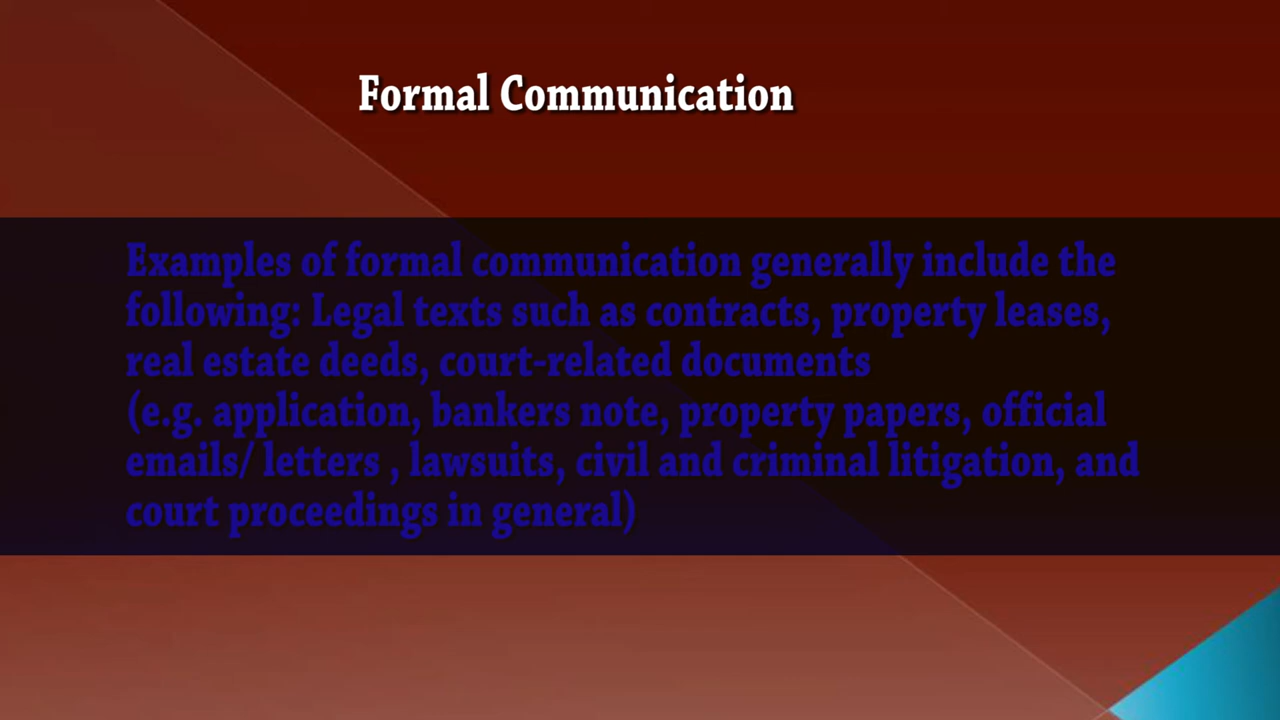 Formal Communication
Examples of formal communication generally include the
following: Legal texts such as contracts, property leases,
real estate deeds, court-related documents
(e.g. application, bankers note, property papers, official
emails/ letters , lawsuits, civil and criminal litigation, and
court proceedings in general)